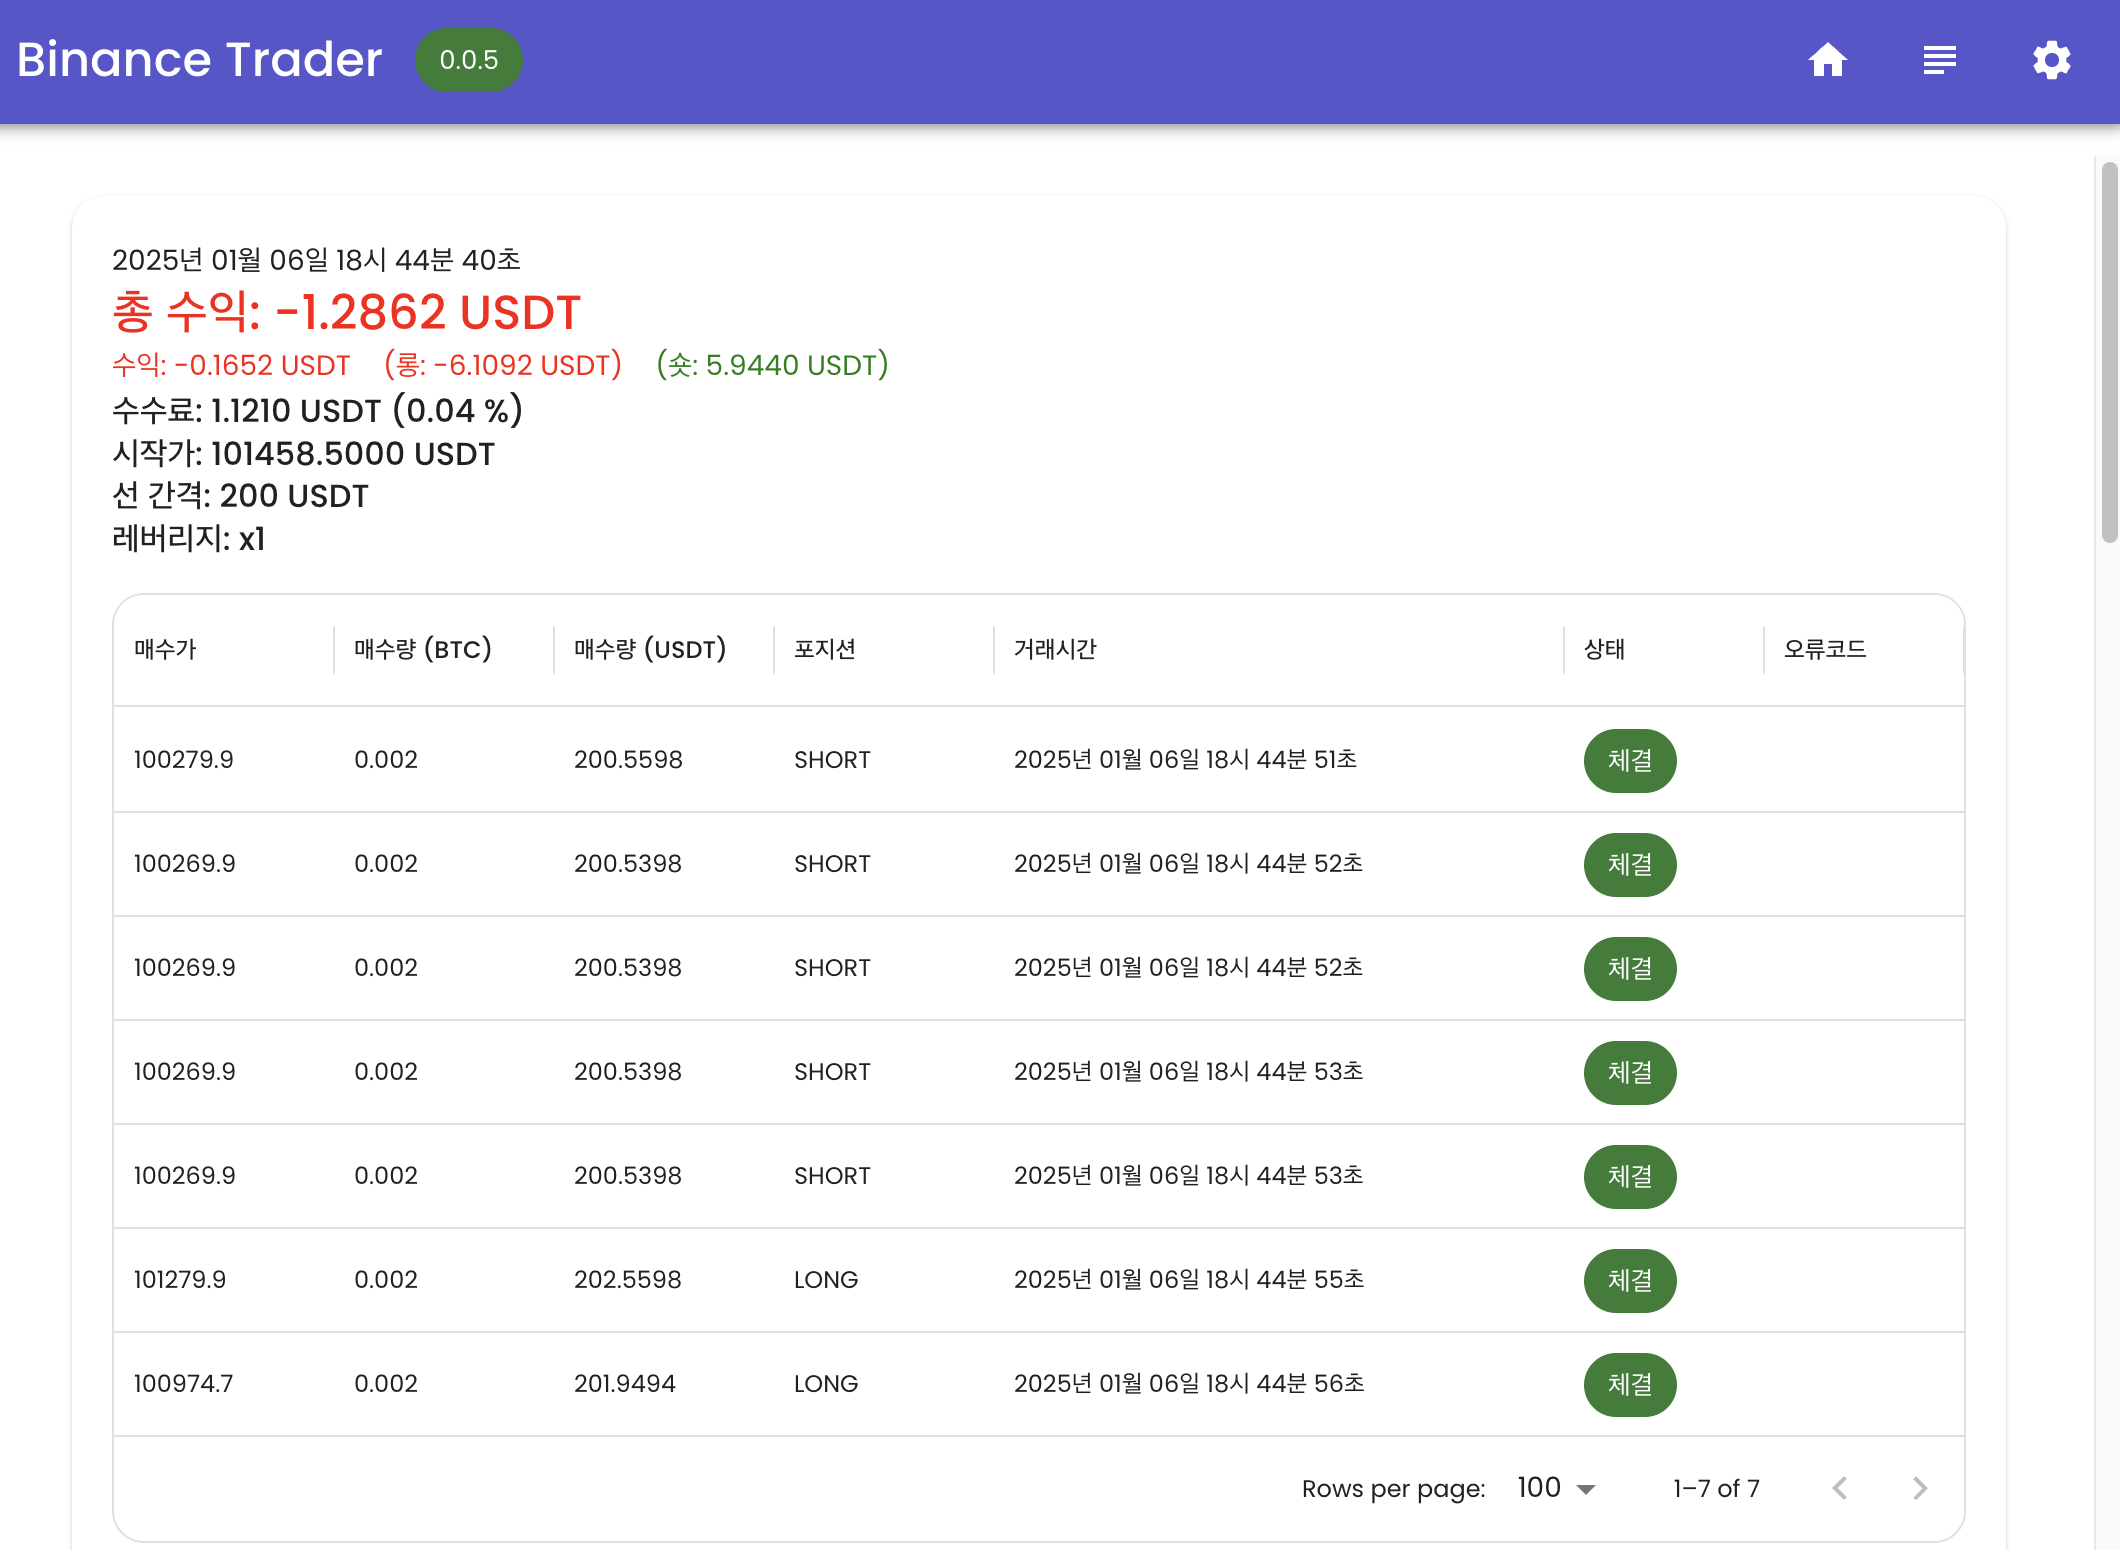 Binance Trader 0.0.5
2025년 01월 06일 18시 44분 40초
총 수익: -1.2862 USDT
수익: -0.1652 USDT (롱: -6.1092 USDT) (숏: 5.9440 USDT)
수수료: 1.1210 USDT (0.04 %)
시작가: 101458.5000 USDT
선 간격: 200 USDT
레버리지: x1
매수가 매수량 (BTC) 매수량 (USDT) 포지션 거래시간 상태 오류코드
100279.9 0.002 200.5598 SHORT 2025년 01월 06일 18시 44분 51초 체결
100269.9 0.002 200.5398 SHORT 2025년 01월 06일 18시 44분 52초 체결
100269.9 0.002 200.5398 SHORT 2025년 01월 06일 18시 44분 52초 체결
100269.9 0.002 200.5398 SHORT 2025년 01월 06일 18시 44분 53초 체결
100269.9 0.002 200.5398 SHORT 2025년 01월 06일 18시 44분 53초 체결
101279.9 0.002 202.5598 LONG 2025년 01월 06일 18시 44분 55초 체결
100974.7 0.002 201.9494 LONG 2025년 01월 06일 18시 44분 56초 체결
Rows per page: 100 1–7 of 7